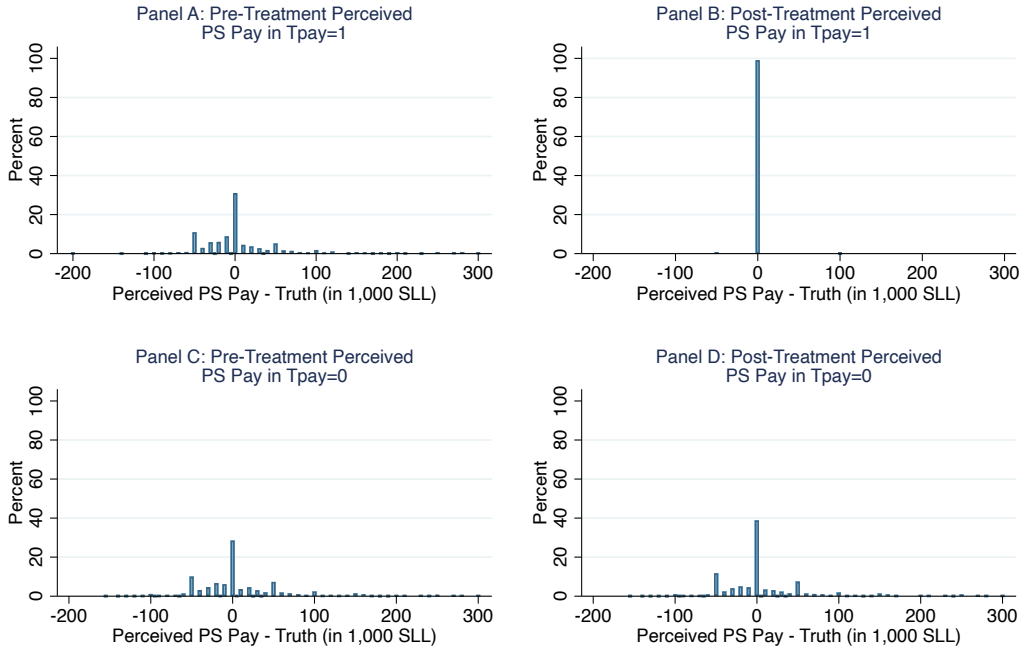 Panel A: Pre-Treatment Perceived
PS Pay in Tpay=1
Percent
100
80
60
40
20
0
-200 -100 0 100 200 300
Perceived PS Pay - Truth (in 1,000 SLL)
Panel B: Post-Treatment Perceived
PS Pay in Tpay=1
Percent
100
80
60
40
20
0
-200 -100 0 100 200 300
Perceived PS Pay - Truth (in 1,000 SLL)
Panel C: Pre-Treatment Perceived
PS Pay in Tpay=0
Percent
100
80
60
40
20
0
-200 -100 0 100 200 300
Perceived PS Pay - Truth (in 1,000 SLL)
Panel D: Post-Treatment Perceived
PS Pay in Tpay=0
Percent
100
80
60
40
20
0
-200 -100 0 100 200 300
Perceived PS Pay - Truth (in 1,000 SLL)